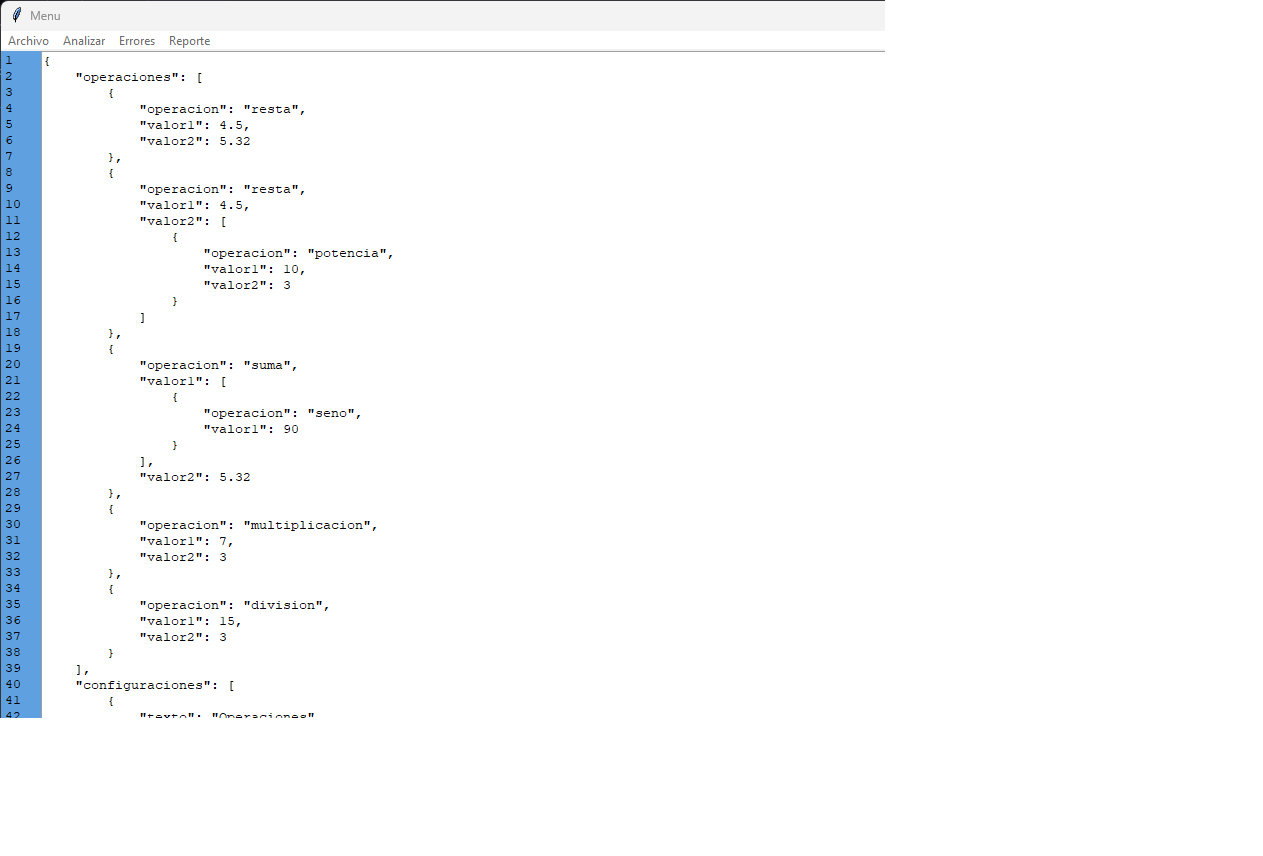 Menu
Archivo Analizar Errores Reporte
1 {
2     "operaciones": [
3         {
4             "operacion": "resta",
5             "valor1": 4.5,
6             "valor2": 5.32
7         },
8         {
9             "operacion": "resta",
10             "valor1": 4.5,
11             "valor2": [
12                 {
13                     "operacion": "potencia",
14                     "valor1": 10,
15                     "valor2": 3
16                 }
17             ]
18         },
19         {
20             "operacion": "suma",
21             "valor1": [
22                 {
23                     "operacion": "seno",
24                     "valor1": 90
25                 }
26             ],
27             "valor2": 5.32
28         },
29         {
30             "operacion": "multiplicacion",
31             "valor1": 7,
32             "valor2": 3
33         },
34         {
35             "operacion": "division",
36             "valor1": 15,
37             "valor2": 3
38         }
39     ],
40     "configuraciones": [
41         {
42             "texto": "Operaciones"